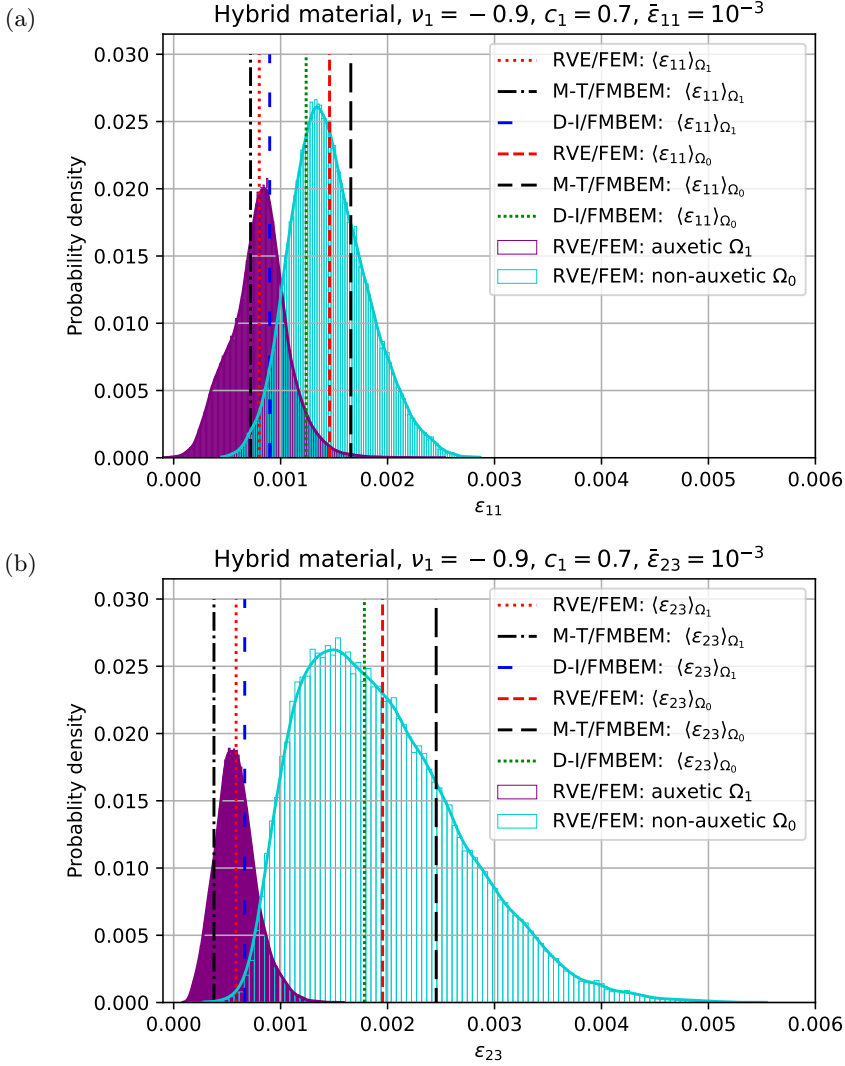 (a)
Hybrid material, ν₁ = − 0.9, c₁ = 0.7, ε̄₁₁ = 10⁻³
0.030
0.025
0.020
0.015
0.010
0.005
0.000
Probablity density
RVE/FEM: ⟨ε₁₁⟩Ω₁
M-T/FMBEM: ⟨ε₁₁⟩Ω₁
D-I/FMBEM: ⟨ε₁₁⟩Ω₁
RVE/FEM: ⟨ε₁₁⟩Ω₀
M-T/FMBEM: ⟨ε₁₁⟩Ω₀
D-I/FMBEM: ⟨ε₁₁⟩Ω₀
RVE/FEM: auxetic Ω₁
RVE/FEM: non-auxetic Ω₀
0.000 0.001 0.002 0.003 0.004 0.005 0.006
ε₁₁
(b)
Hybrid material, ν₁ = − 0.9, c₁ = 0.7, ε̄₂₃ = 10⁻³
0.030
0.025
0.020
0.015
0.010
0.005
0.000
Probablity density
RVE/FEM: ⟨ε₂₃⟩Ω₁
M-T/FMBEM: ⟨ε₂₃⟩Ω₁
D-I/FMBEM: ⟨ε₂₃⟩Ω₁
RVE/FEM: ⟨ε₂₃⟩Ω₀
M-T/FMBEM: ⟨ε₂₃⟩Ω₀
D-I/FMBEM: ⟨ε₂₃⟩Ω₀
RVE/FEM: auxetic Ω₁
RVE/FEM: non-auxetic Ω₀
0.000 0.001 0.002 0.003 0.004 0.005 0.006
ε₂₃